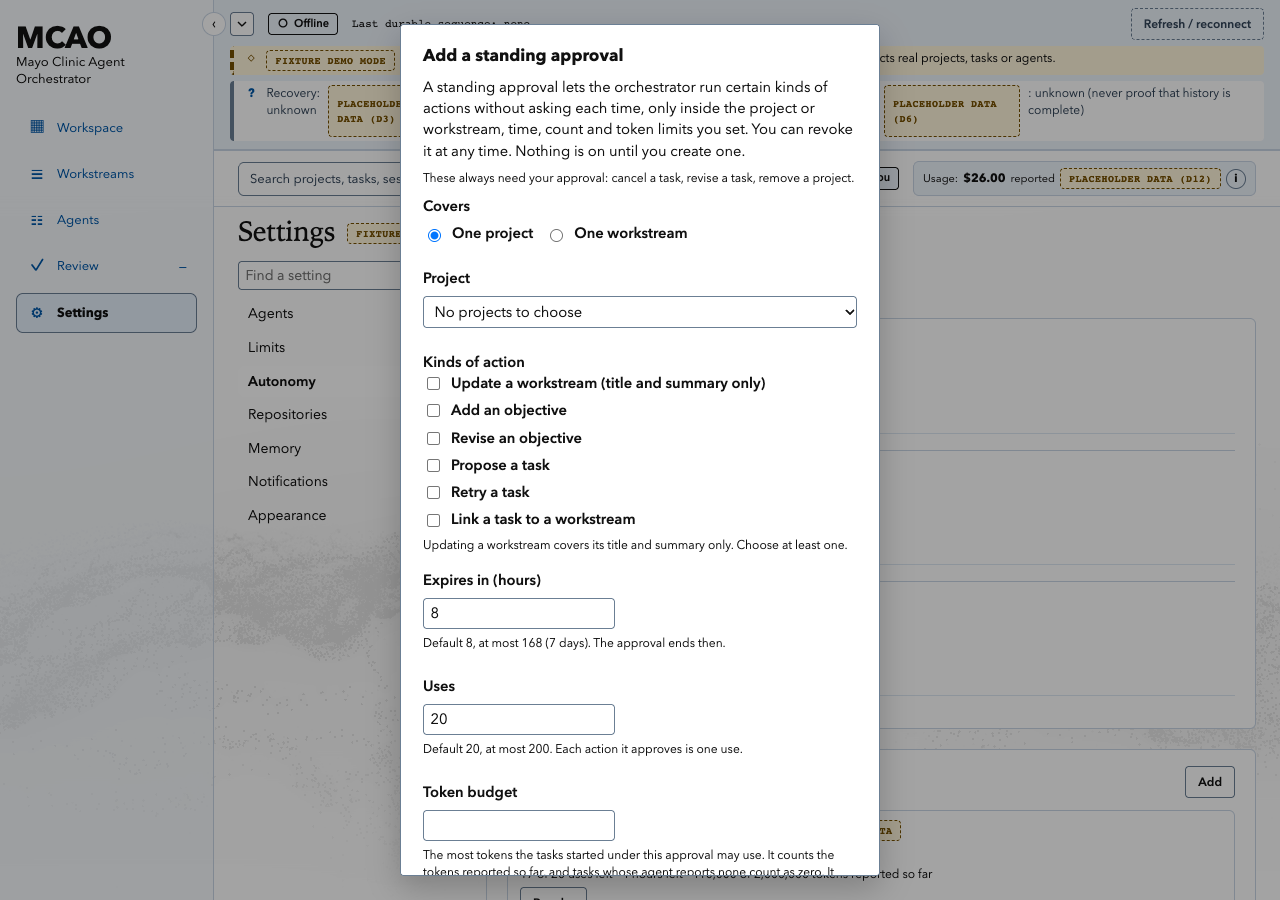 MCAO
Mayo Clinic Agent
Orchestrator
Workspace
Workstreams
Agents
Review
Settings
Offline
Refresh / reconnect
FIXTURE DEMO MODE
cts real projects, tasks or agents.
Recovery:
unknown
PLACEHOLDER
DATA (D3)
PLACEHOLDER DATA
(D6)
: unknown (never proof that history is
complete)
Search projects, tasks, ses
Usage: $26.00 reported
PLACEHOLDER DATA (D12)
i
Settings
FIXTURE
Find a setting
Agents
Limits
Autonomy
Repositories
Memory
Notifications
Appearance
Add
Add a standing approval
A standing approval lets the orchestrator run certain kinds of
actions without asking each time, only inside the project or
workstream, time, count and token limits you set. You can revoke
it at any time. Nothing is on until you create one.
These always need your approval: cancel a task, revise a task, remove a project.
Covers
One project
One workstream
Project
No projects to choose
Kinds of action
Update a workstream (title and summary only)
Add an objective
Revise an objective
Propose a task
Retry a task
Link a task to a workstream
Updating a workstream covers its title and summary only. Choose at least one.
Expires in (hours)
8
Default 8, at most 168 (7 days). The approval ends then.
Uses
20
Default 20, at most 200. Each action it approves is one use.
Token budget
The most tokens the tasks started under this approval may use. It counts the
tokens reported so far, and tasks whose agent reports none count as zero. It